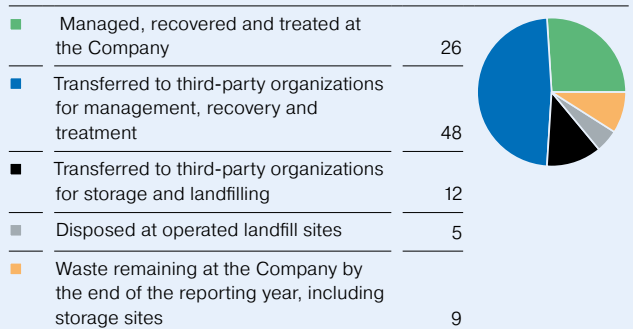 Managed, recovered and treated at
the Company 26
Transferred to third-party organizations
for management, recovery and
treatment 48
Transferred to third-party organizations
for storage and landfilling 12
Disposed at operated landfill sites 5
Waste remaining at the Company by
the end of the reporting year, including
storage sites 9